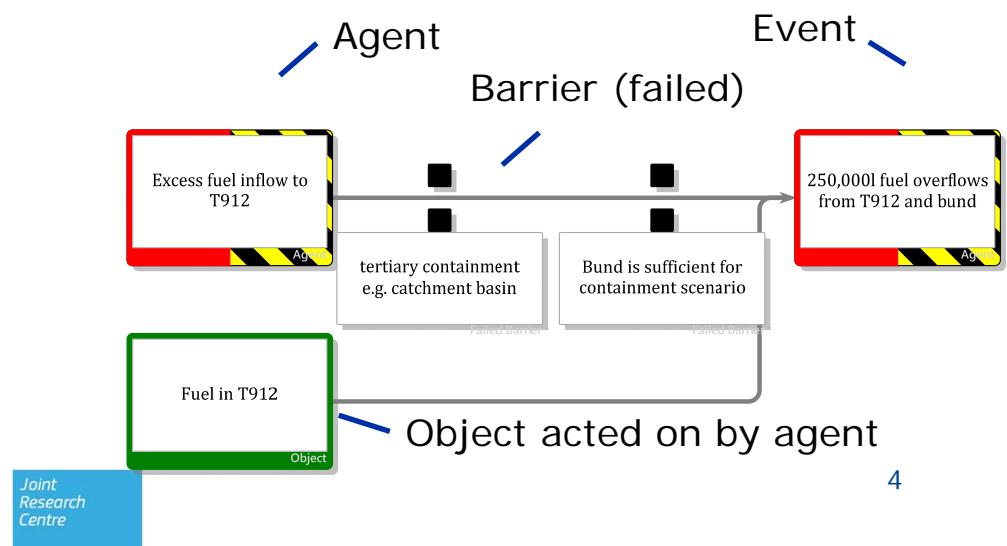 Agent
Event
Barrier (failed)
Excess fuel inflow to
T912
Agent
250,000l fuel overflows
from T912 and bund
Agent
tertiary containment
e.g. catchment basin
Failed Barrier
Bund is sufficient for
containment scenario
Failed Barrier
Fuel in T912
Object
Object acted on by agent
4
Joint
Research
Centre